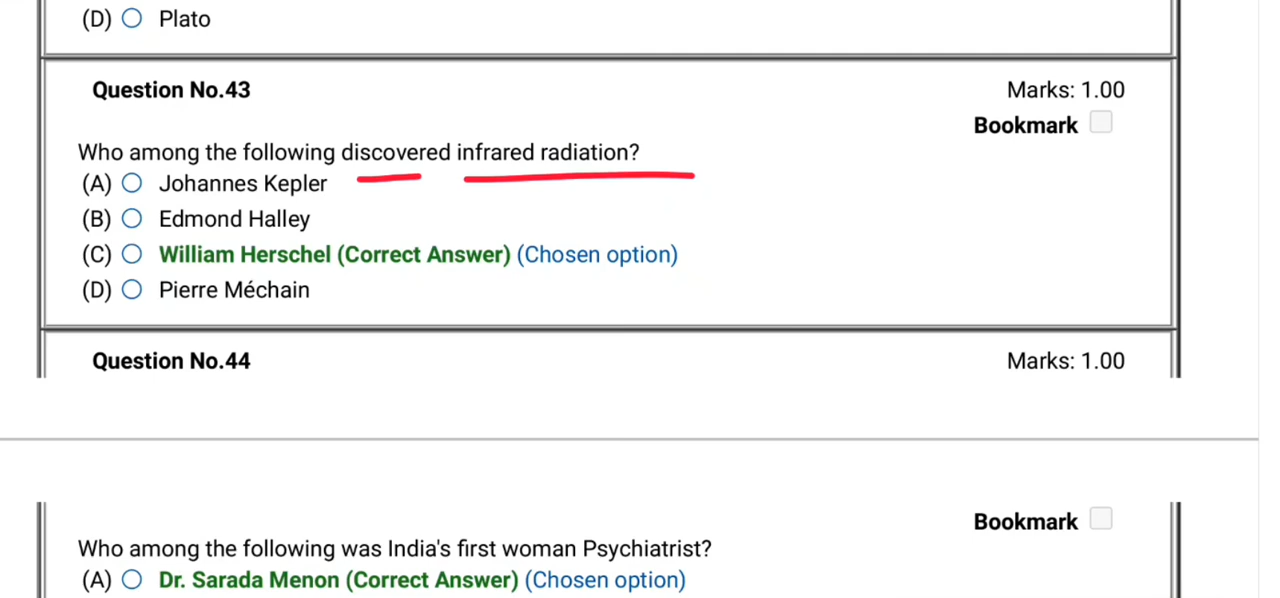 (D) Plato
Question No.43 Marks: 1.00
Bookmark
Who among the following discovered infrared radiation?
(A) Johannes Kepler
(B) Edmond Halley
(C) William Herschel (Correct Answer) (Chosen option)
(D) Pierre Méchain
Question No.44 Marks: 1.00
Bookmark
Who among the following was India's first woman Psychiatrist?
(A) Dr. Sarada Menon (Correct Answer) (Chosen option)